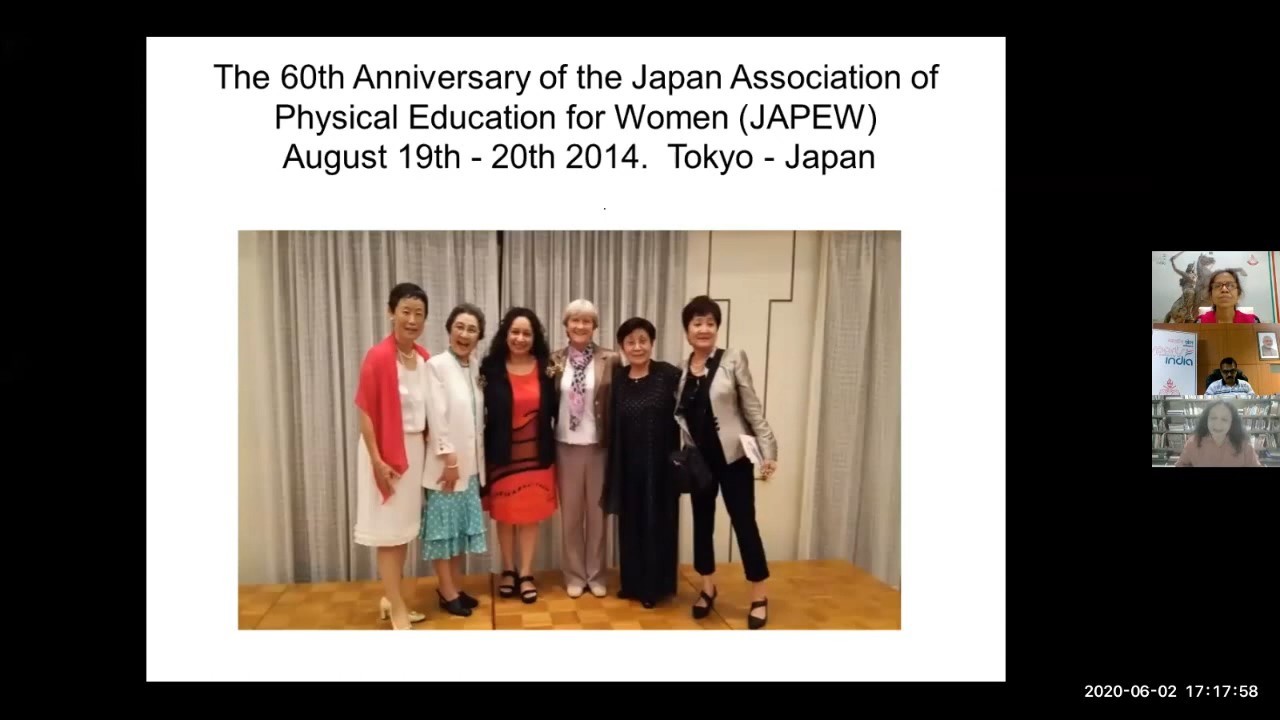 The 60th Anniversary of the Japan Association of
Physical Education for Women (JAPEW)
August 19th - 20th 2014.  Tokyo - Japan
india
2020-06-02 17:17:58